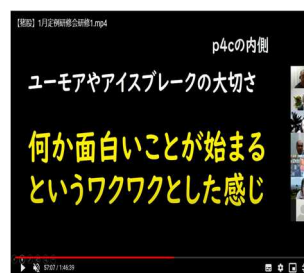 【猪股】1月定例研修会研修1.mp4
p4cの内側
ユーモアやアイスブレークの大切さ
何か面白いことが始まる
というワクワクとした感じ
57:07 / 1:46:39